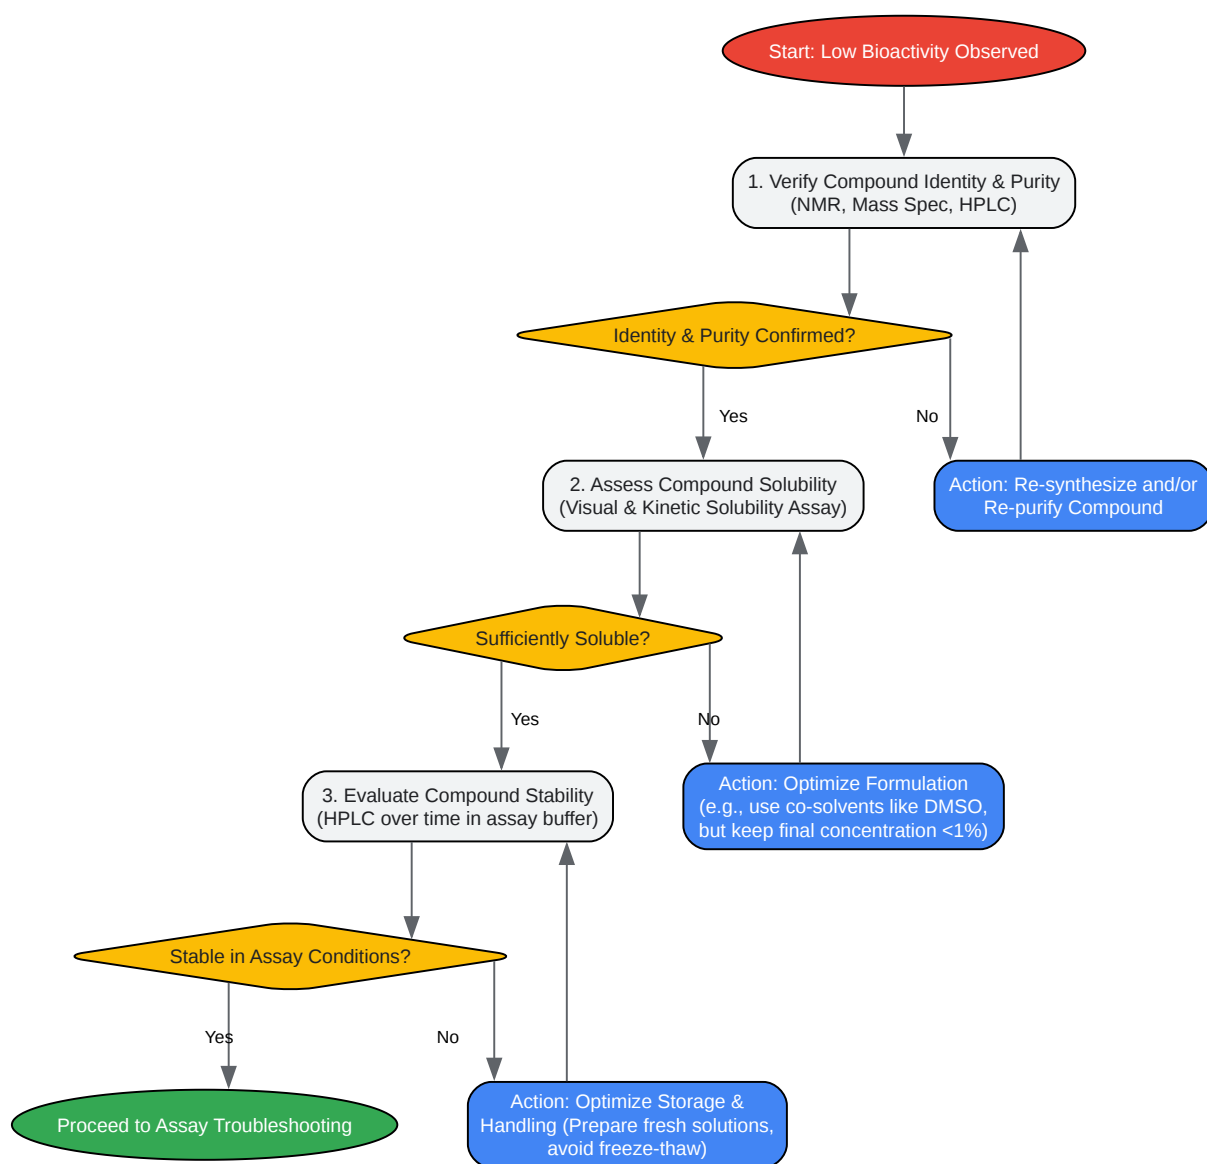 Start: Low Bioactivity Observed
1. Verify Compound Identity & Purity
(NMR, Mass Spec, HPLC)
Identity & Purity Confirmed?
Yes
No
2. Assess Compound Solubility
(Visual & Kinetic Solubility Assay)
Action: Re-synthesize and/or
Re-purify Compound
Sufficiently Soluble?
Yes
No
3. Evaluate Compound Stability
(HPLC over time in assay buffer)
Action: Optimize Formulation
(e.g., use co-solvents like DMSO,
but keep final concentration <1%)
Stable in Assay Conditions?
Yes
No
Proceed to Assay Troubleshooting
Action: Optimize Storage &
Handling (Prepare fresh solutions,
avoid freeze-thaw)